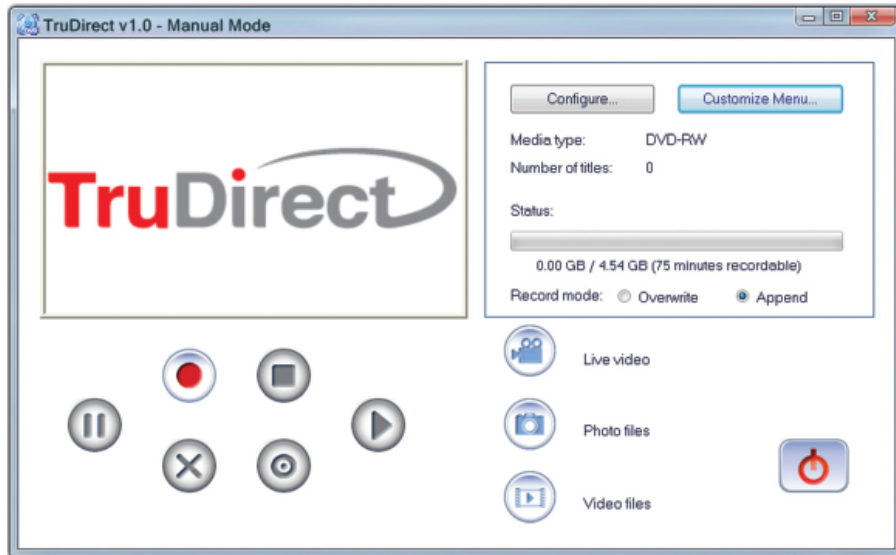 TruDirect v1.0 - Manual Mode
TruDirect
Configure...
Customize Menu...
Media type: DVD-RW
Number of titles: 0
Status:
0.00 GB / 4.54 GB (75 minutes recordable)
Record mode: Overwrite Append
Live video
Photo files
Video files